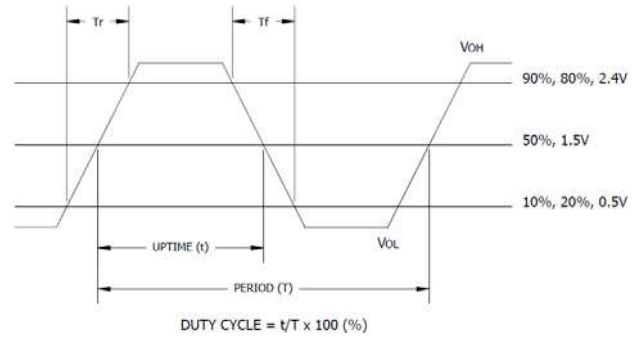 Tr
Tf
VOH
90%, 80%, 2.4V
50%, 1.5V
10%, 20%, 0.5V
UPTIME (t)
VOL
PERIOD (T)
DUTY CYCLE = t/T x 100 (%)